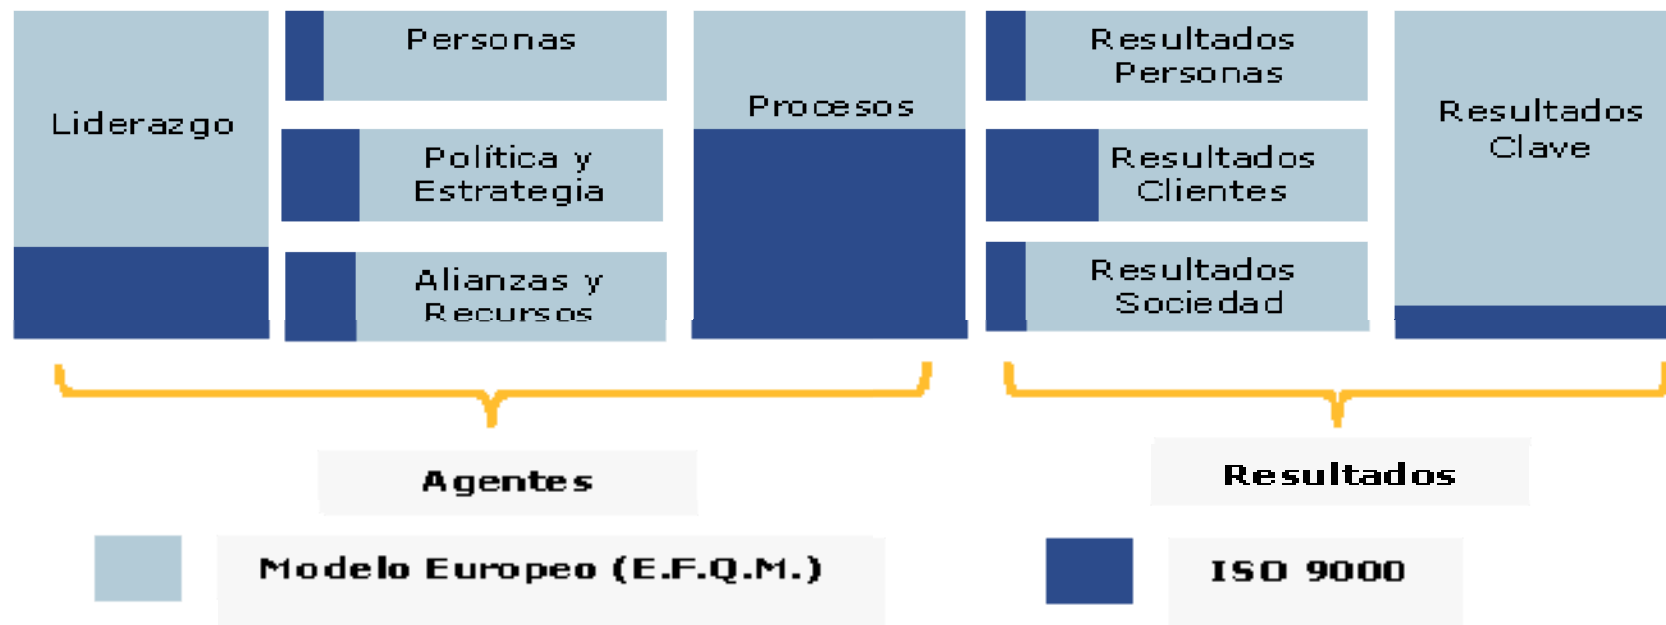 Liderazgo
Personas
Política y
Estrategia
Alianzas y
Recursos
Procesos
Resultados
Personas
Resultados
Clientes
Resultados
Sociedad
Resultados
Clave
Agentes
Resultados
Modelo Europeo (E.F.Q.M.)
ISO 9000